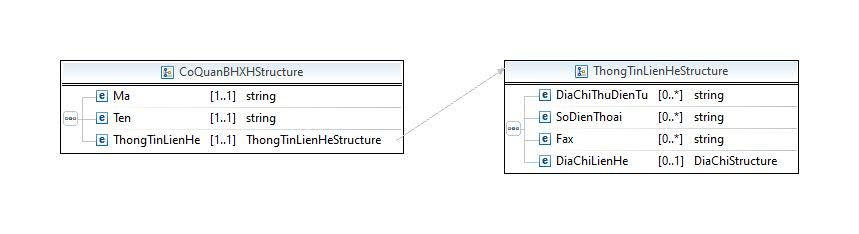 CoQuanBHXHStructure
Ma [1..1] string
Ten [1..1] string
ThongTinLienHe [1..1] ThongTinLienHeStructure
ThongTinLienHeStructure
DiaChiThuDienTu [0..*] string
SoDienThoai [0..*] string
Fax [0..*] string
DiaChiLienHe [0..1] DiaChiStructure